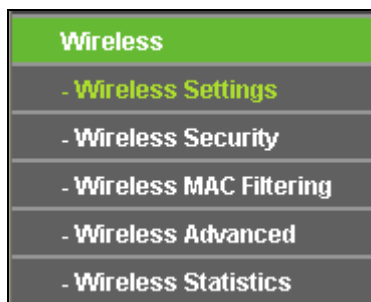 Wireless
- Wireless Settings
- Wireless Security
- Wireless MAC Filtering
- Wireless Advanced
- Wireless Statistics